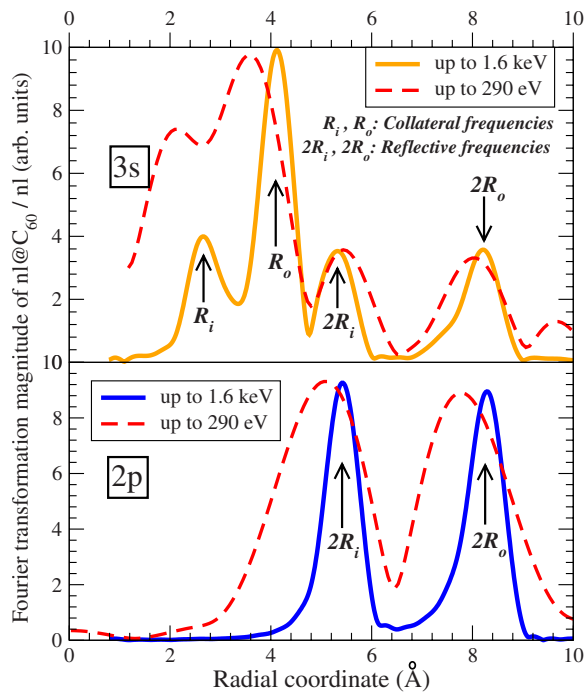 0 2 4 6 8 10
10
8
6
4
2
10
8
6
4
2
0
up to 1.6 keV
up to 290 eV
R_i , R_o: Collateral frequencies
2R_i, 2R_o: Reflective frequencies
3s
2R_o
R_o
R_i
2R_i
up to 1.6 keV
up to 290 eV
2p
2R_i
2R_o
0 2 4 6 8 10
Radial coordinate (Å)
Fourier transformation magnitude of nl@C_60 / nl (arb. units)